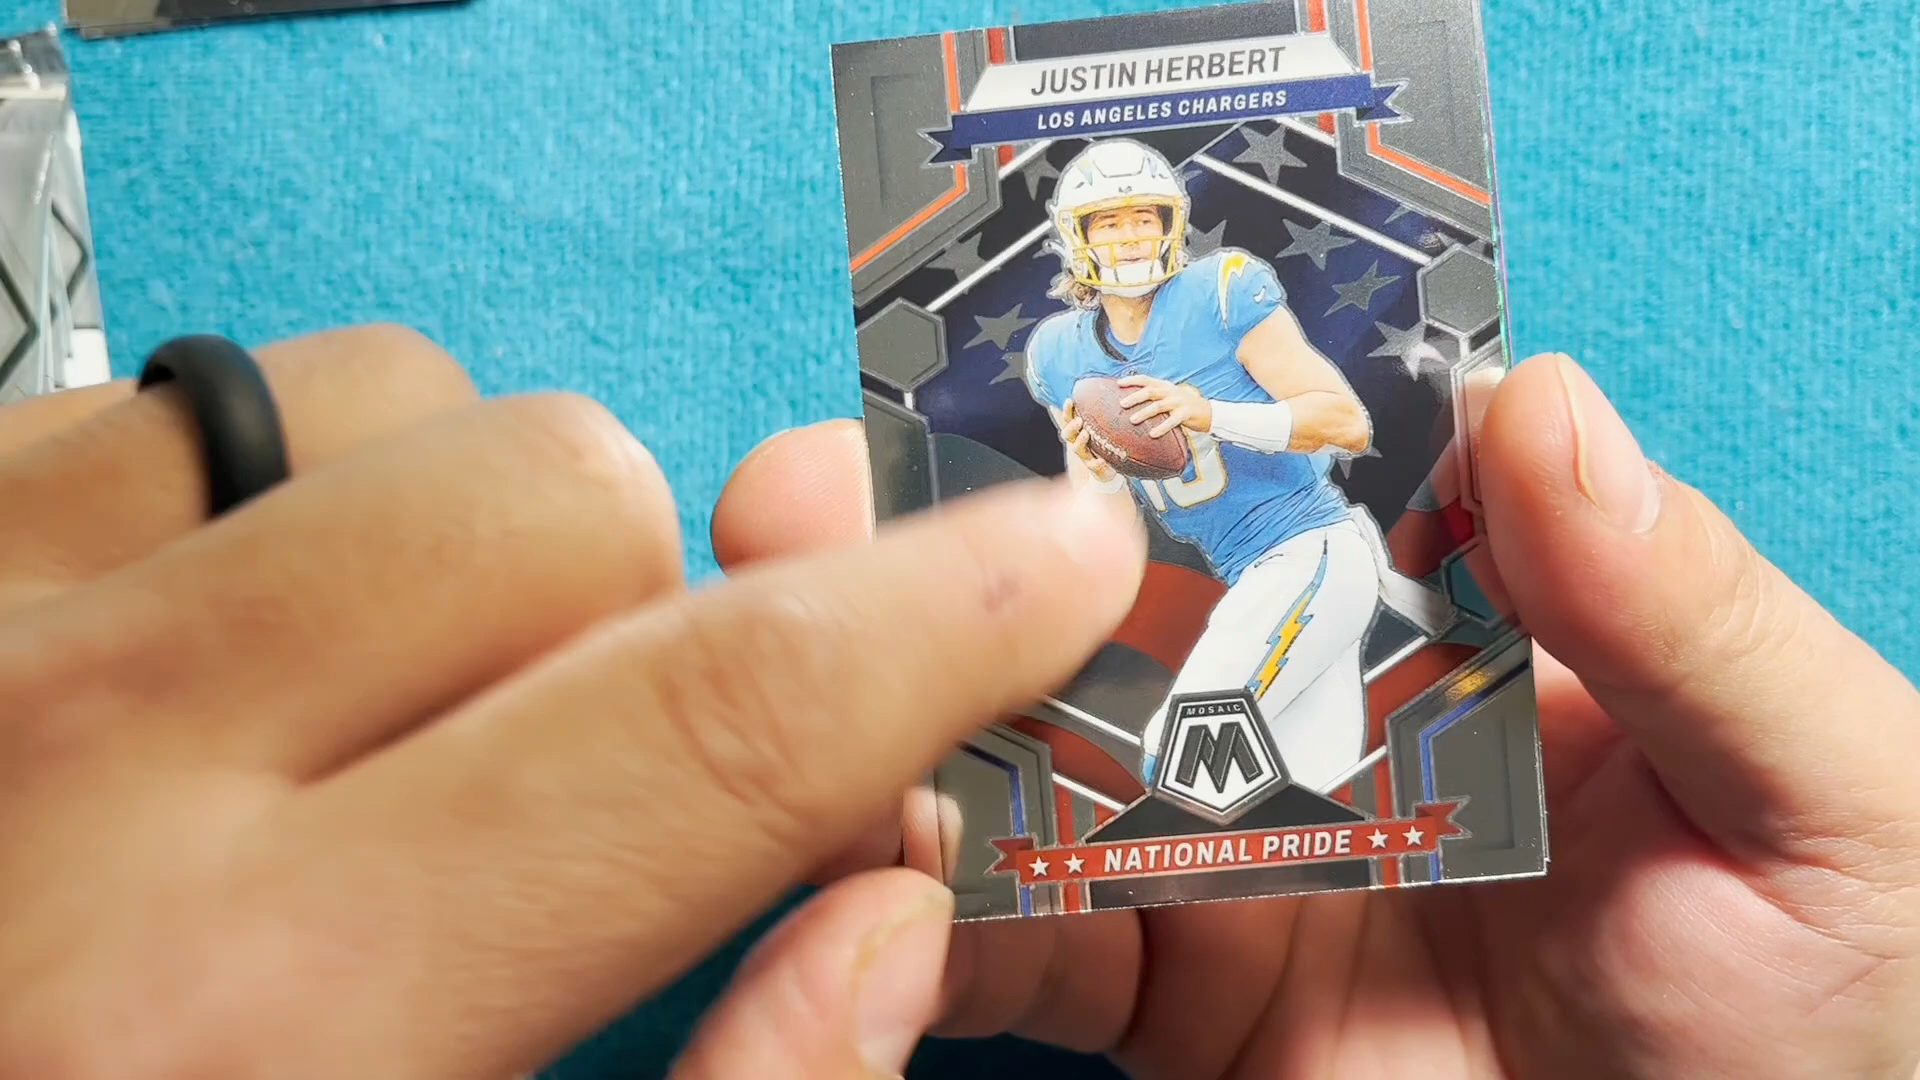 JUSTIN HERBERT
LOS ANGELES CHARGERS
MOSAIC
M
NATIONAL PRIDE